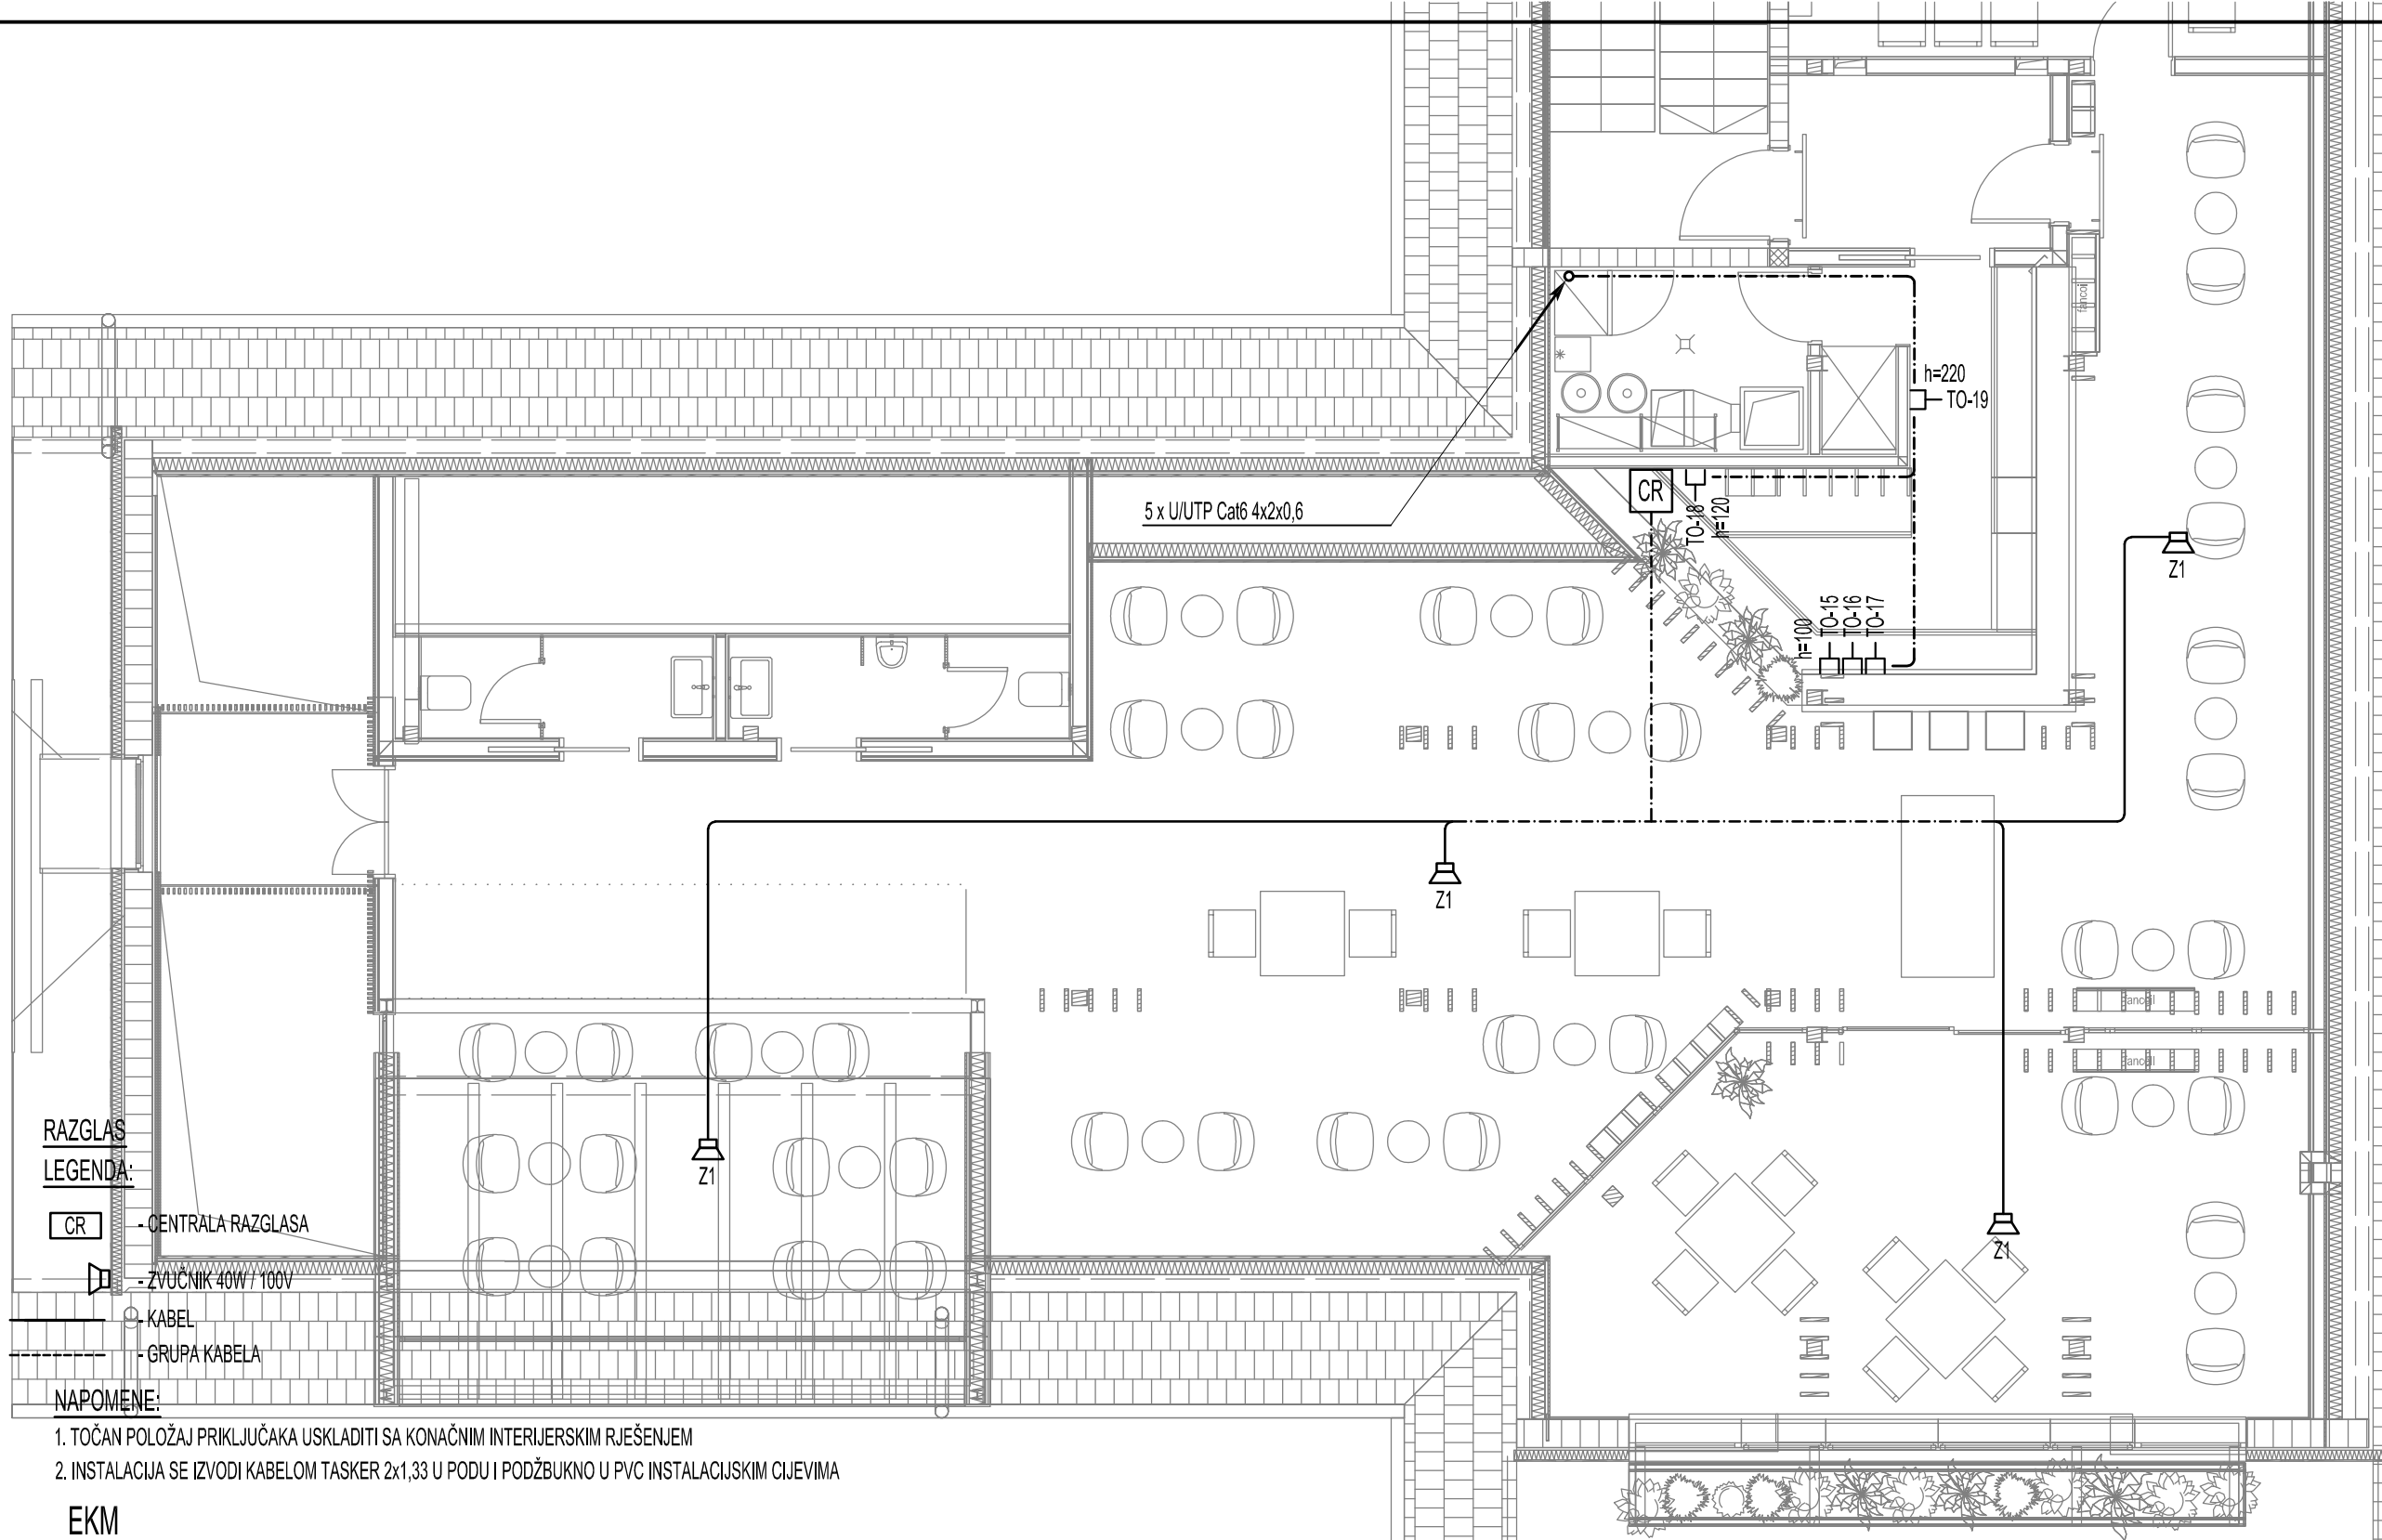 fancoil
h=220
TO-19
CR
5 x U/UTP Cat6 4x2x0,6
TO-18
h=120
Z1
h=100
TO-15
TO-16
TO-17
Z1
fancoil
fancoil
Z1
Z1
RAZGLAS
LEGENDA:
CR - CENTRALA RAZGLASA
- ZVUČNIK 40W / 100V
- KABEL
- GRUPA KABELA
NAPOMENE:
1. TOČAN POLOŽAJ PRIKLJUČAKA USKLADITI SA KONAČNIM INTERIJERSKIM RJEŠENJEM
2. INSTALACIJA SE IZVODI KABELOM TASKER 2x1,33 U PODU I PODŽBUKNO U PVC INSTALACIJSKIM CIJEVIMA
EKM